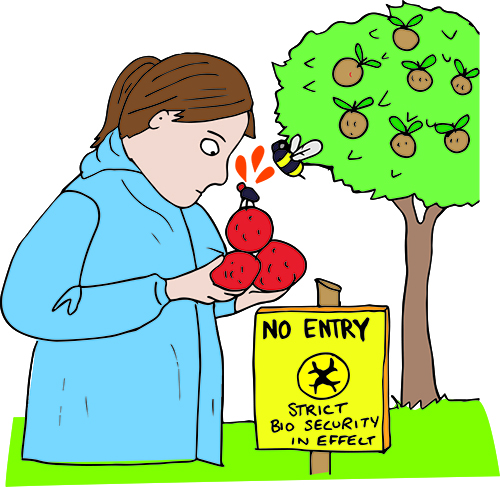 NO ENTRY
STRICT
BIO SECURITY
IN EFFECT